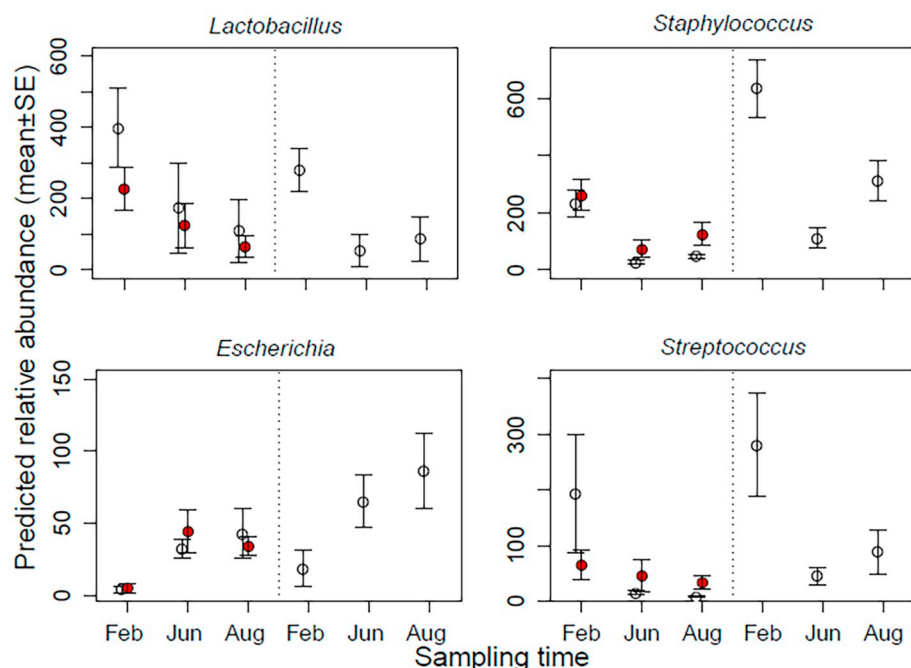 Lactobacillus
Staphylococcus
Predicted relative abundance (mean±SE)
600
400
200
0
600
200
0
Escherichia
Streptococcus
150
100
50
0
300
100
0
Feb Jun Aug Feb Jun Aug
Feb Jun Aug Feb Jun Aug
Sampling time